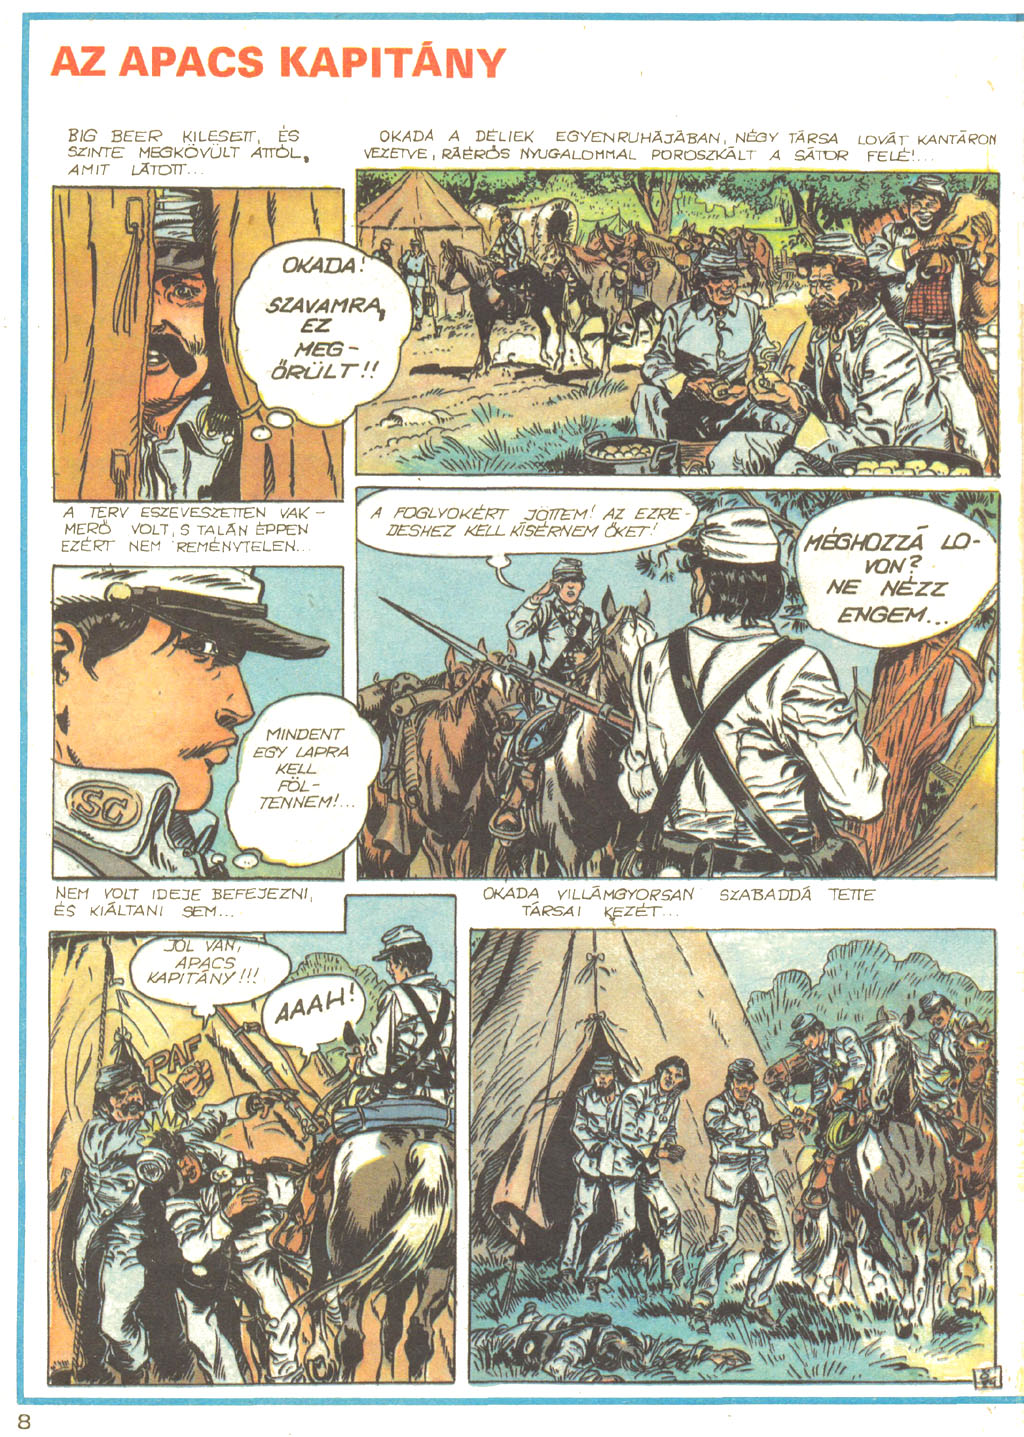 AZ APACS KAPITÁNY
BIG BEER KILESETT, ÉS
SZINTE MEGKÖVÜLT ATTÓL,
AMIT LÁTOTT...
OKADA!
SZAVAMRA,
EZ
MEG-
ŐRÜLT!!
OKADA A DÉLIEK EGYENRUHÁJÁBAN, NÉGY TÁRSA LOVÁT KANTÁRON
VEZETVE, RÁÉRŐS NYUGALOMMAL POROSZKÁLT A SÁTOR FELÉ!...
A TERV ESZEVESZETTEN VAK-
MERŐ VOLT, S TALÁN ÉPPEN
EZÉRT NEM REMÉNYTELEN...
SC
MINDENT
EGY LAPRA
KELL
FÖL-
TENNEM!...
A FOGLYOKÉRT JÖTTEM! AZ EZRE-
DESHEZ KELL KÍSÉRNEM ŐKET!
MÉGHOZZÁ LO-
VON?
NE NÉZZ
ENGEM...
NEM VOLT IDEJE BEFEJEZNI,
ÉS KIÁLTANI SEM...
JÓL VAN,
APACS
KAPITÁNY!!!
AAAH!
PAF
OKADA VILLÁMGYORSAN SZABADDÁ TETTE
TÁRSAI KEZÉT...
8